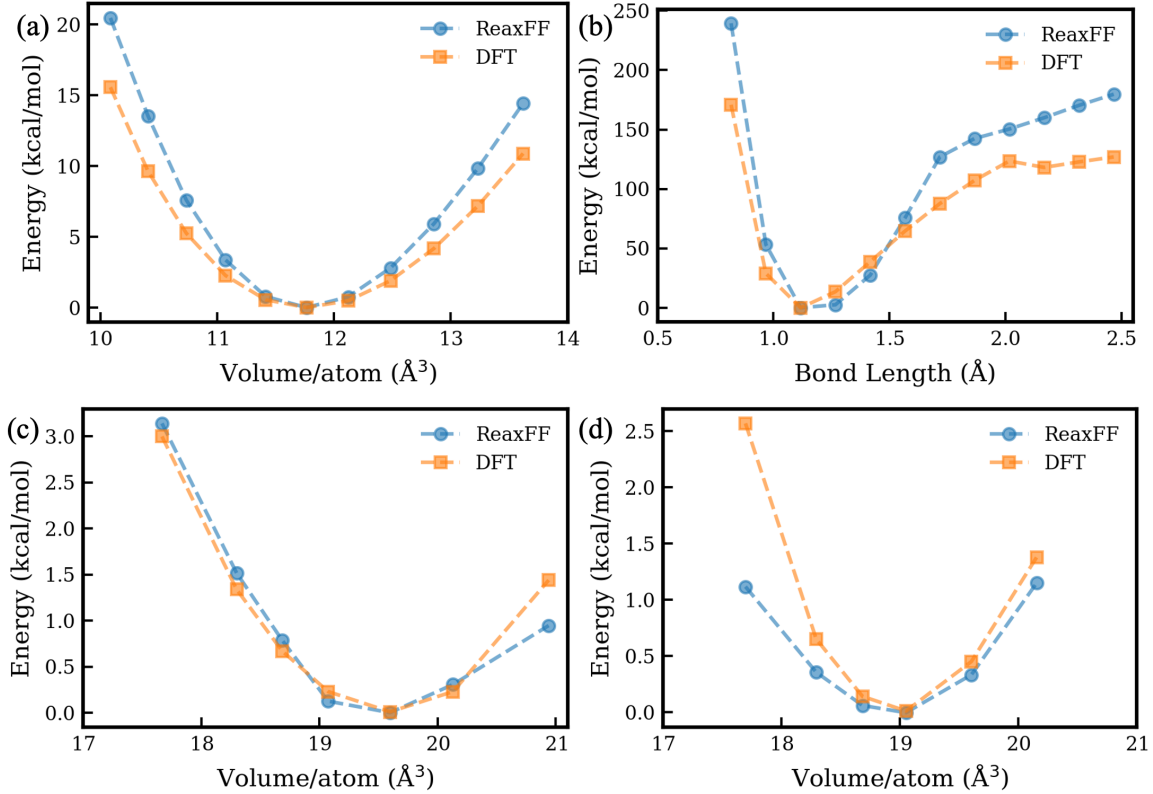 (a)
ReaxFF
DFT
Energy (kcal/mol)
20
15
10
5
0
10 11 12 13 14
Volume/atom (Å³)
(b)
ReaxFF
DFT
Energy (kcal/mol)
250
200
150
100
50
0
0.5 1.0 1.5 2.0 2.5
Bond Length (Å)
(c)
ReaxFF
DFT
Energy (kcal/mol)
3.0
2.5
2.0
1.5
1.0
0.5
0.0
17 18 19 20 21
Volume/atom (Å³)
(d)
ReaxFF
DFT
Energy (kcal/mol)
2.5
2.0
1.5
1.0
0.5
0.0
17 18 19 20 21
Volume/atom (Å³)